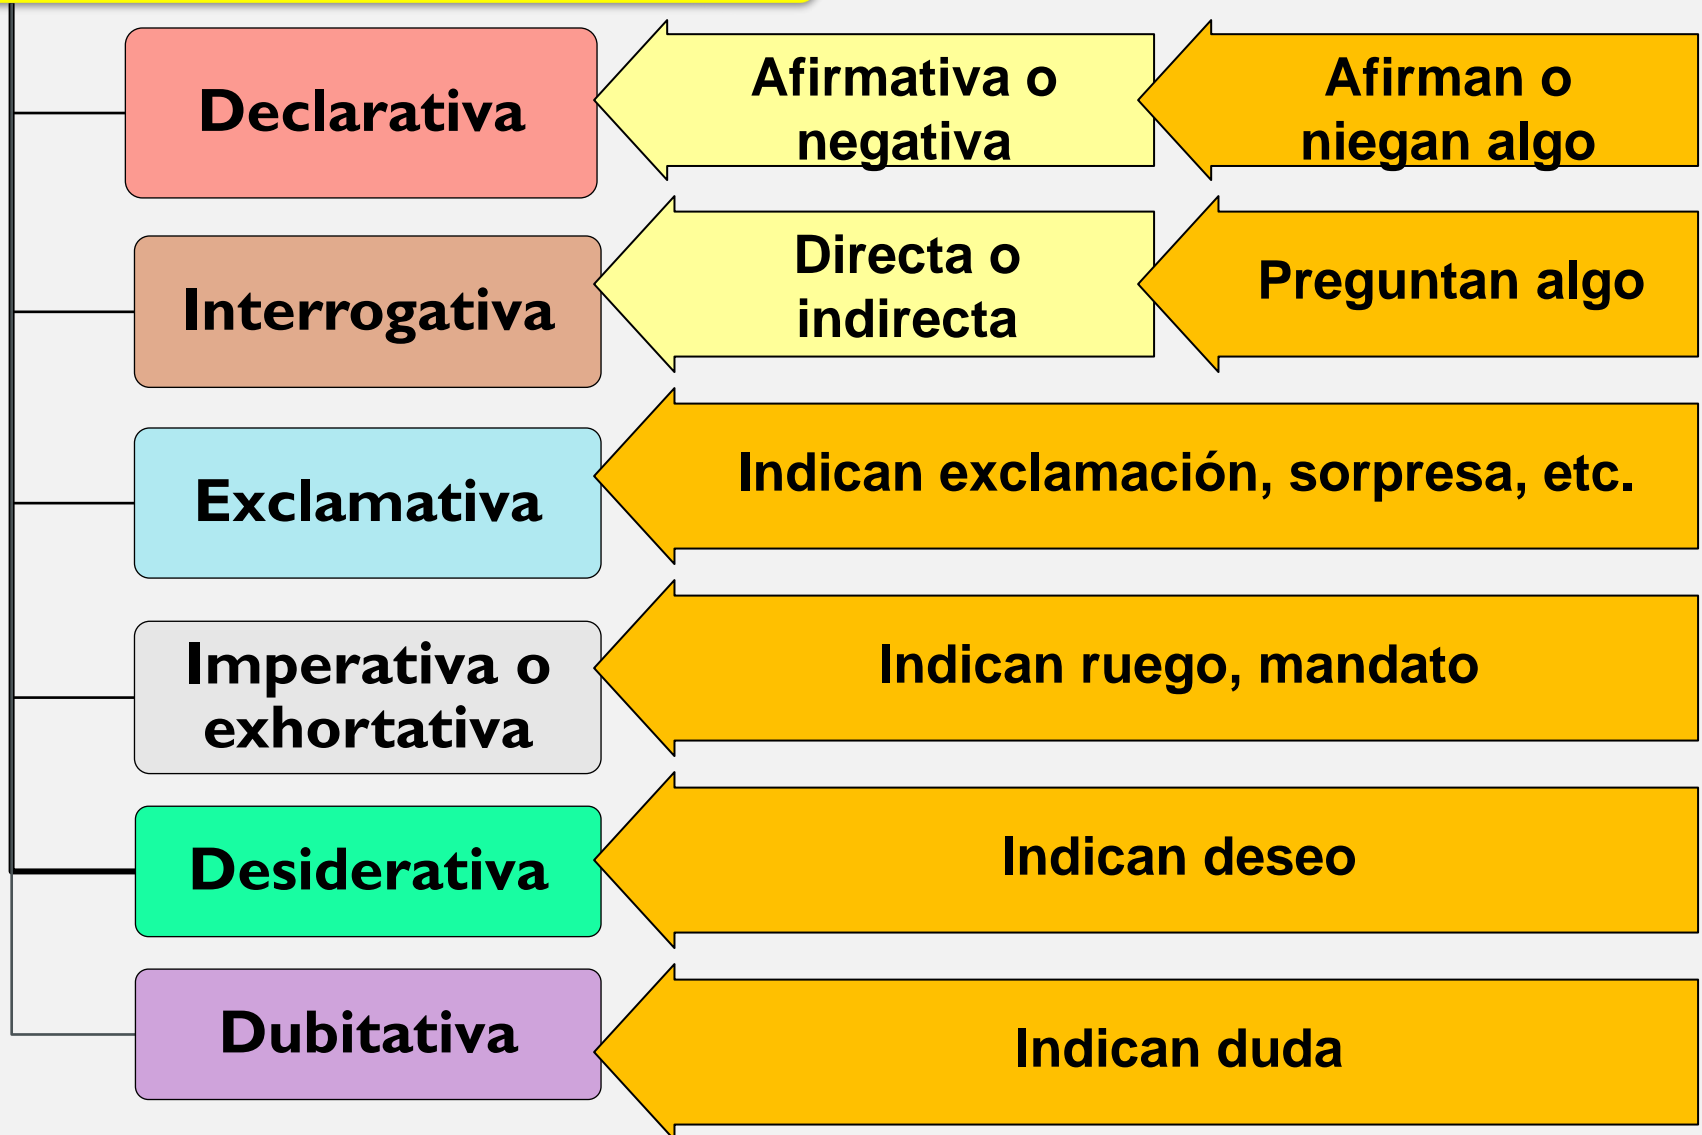 Declarativa
Afirmativa o
negativa
Afirman o
niegan algo
Interrogativa
Directa o
indirecta
Preguntan algo
Exclamativa
Indican exclamación, sorpresa, etc.
Imperativa o
exhortativa
Indican ruego, mandato
Desiderativa
Indican deseo
Dubitativa
Indican duda